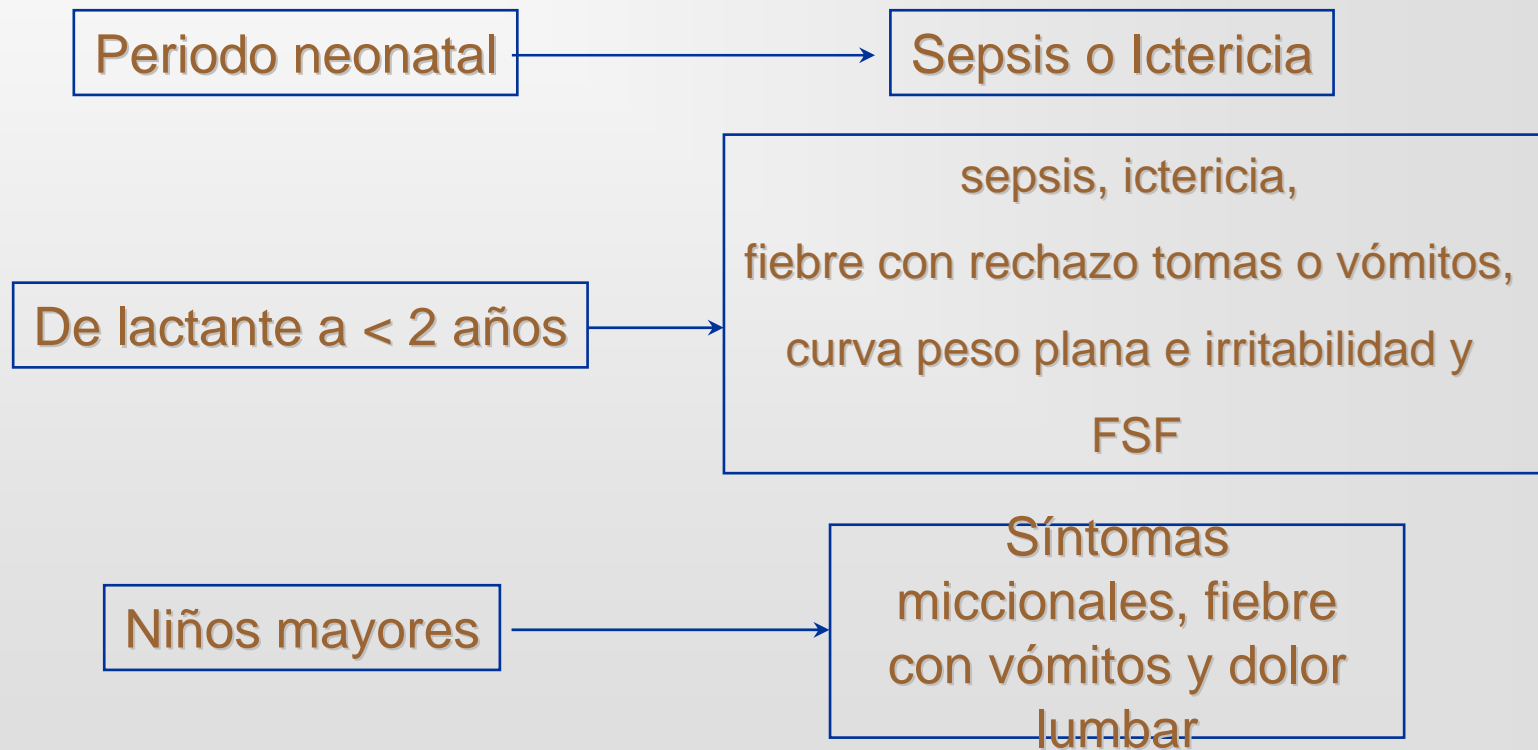 Periodo neonatal
Sepsis o Ictericia
De lactante a < 2 años
sepsis, ictericia,
fiebre con rechazo tomas o vómitos,
curva peso plana e irritabilidad y
FSF
Niños mayores
Síntomas
miccionales, fiebre
con vómitos y dolor
lumbar